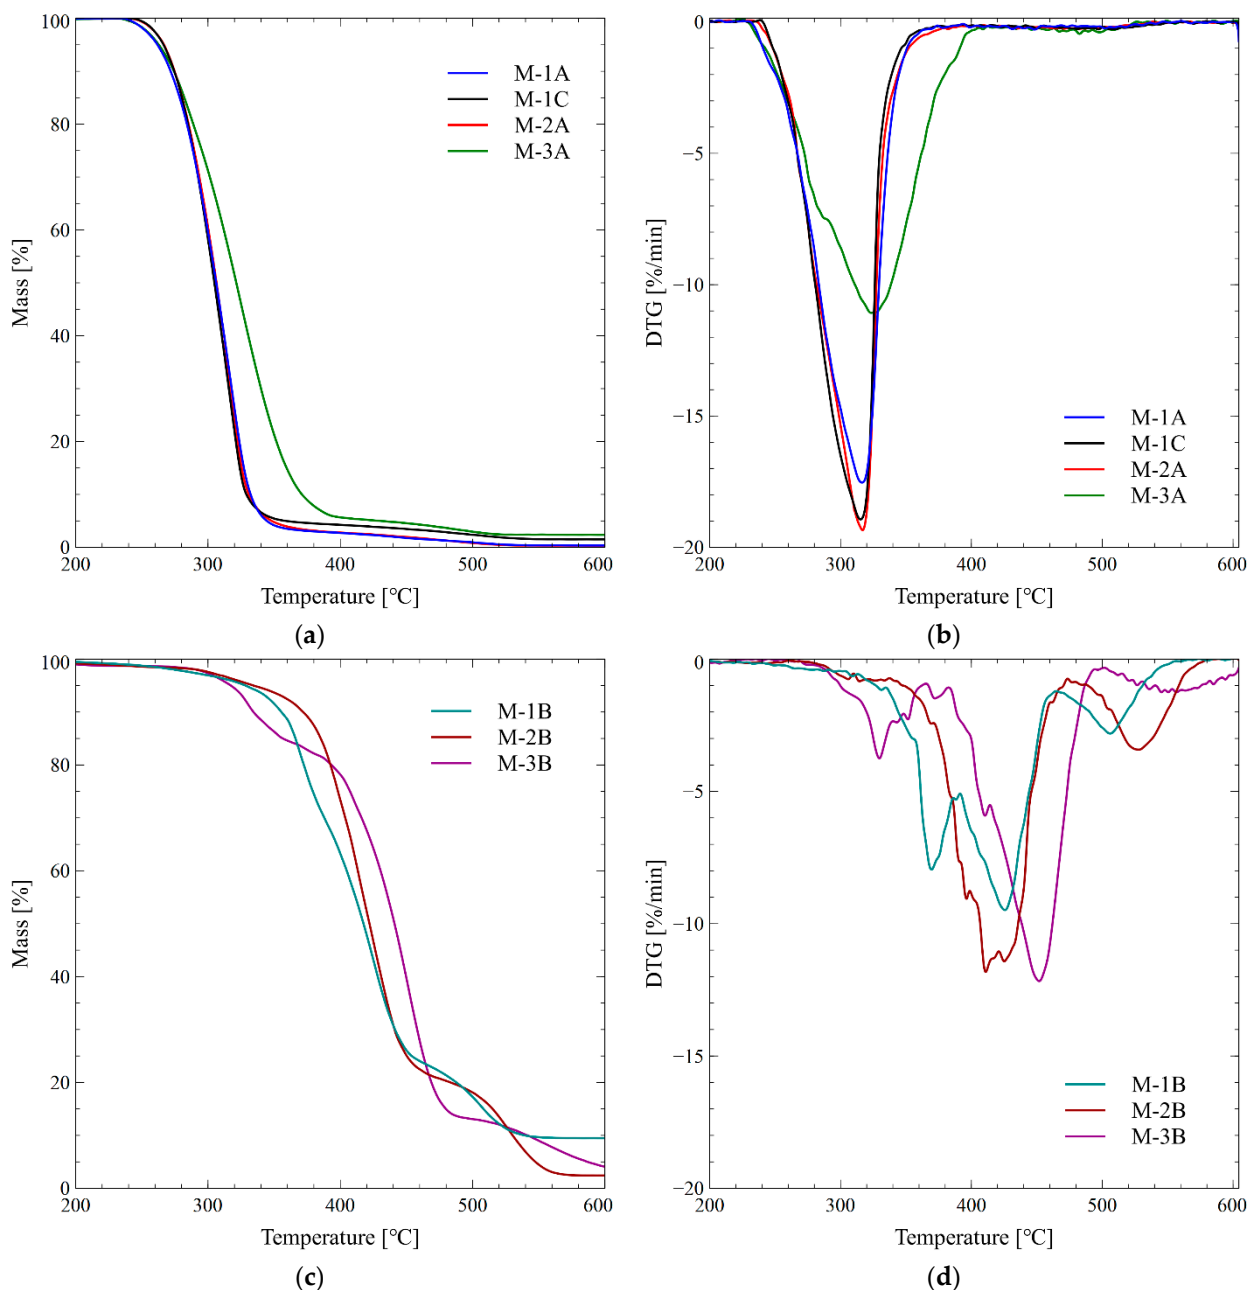 100
80
60
40
20
0
200
300
400
500
600
Mass [%]
Temperature [°C]
M-1A
M-1C
M-2A
M-3A
(a)
0
−5
−10
−15
−20
200
300
400
500
600
DTG [%/min]
Temperature [°C]
M-1A
M-1C
M-2A
M-3A
(b)
100
80
60
40
20
0
200
300
400
500
600
Mass [%]
Temperature [°C]
M-1B
M-2B
M-3B
(c)
0
−5
−10
−15
−20
200
300
400
500
600
DTG [%/min]
Temperature [°C]
M-1B
M-2B
M-3B
(d)